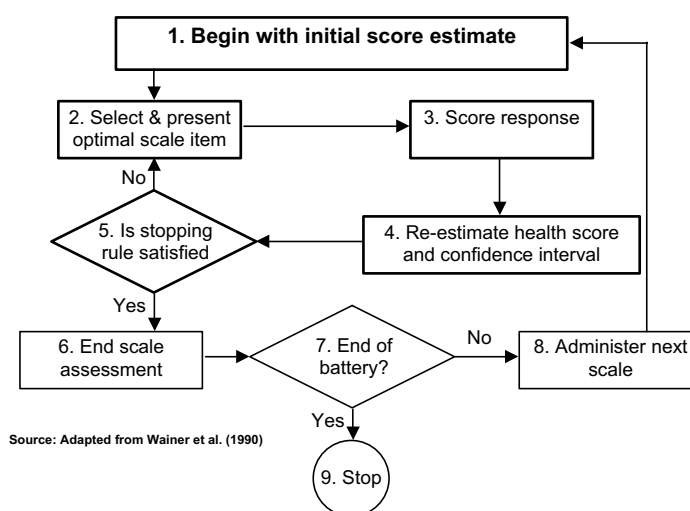 1. Begin with initial score estimate
2. Select & present
optimal scale item
3. Score response
No
5. Is stopping
rule satisfied
4. Re-estimate health score
and confidence interval
Yes
6. End scale
assessment
7. End of
battery?
No
8. Administer next
scale
Yes
Source: Adapted from Wainer et al. (1990)
9. Stop